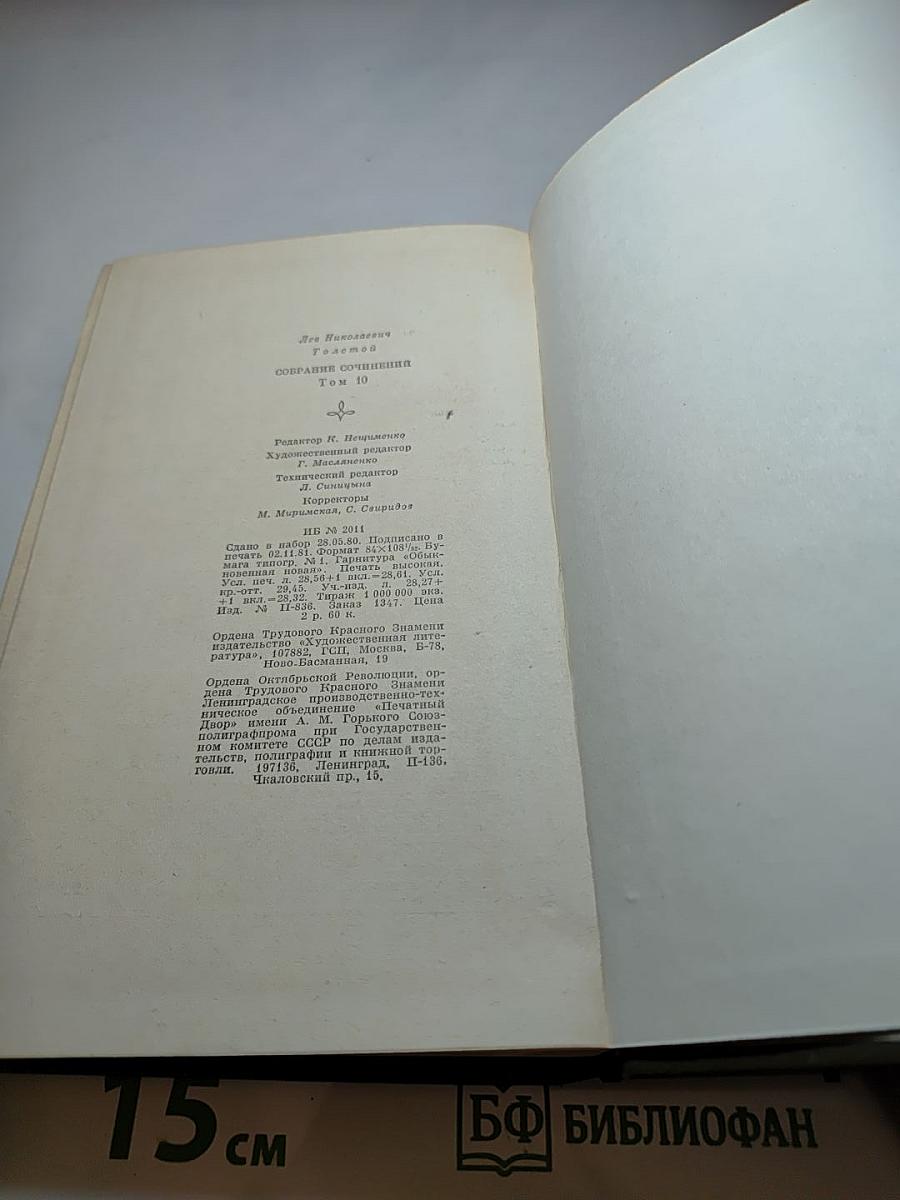 Лев Николаевич
Толстой
СОБРАНИЕ СОЧИНЕНИЙ
Том 10
Редактор К. Нещименко
Художественный редактор
Г. Масляненко
Технический редактор
Л. Синицына
Корректоры
М. Миримская, С. Свиридов
ИБ № 2011
Сдано в набор 28.05.80. Подписано в
печать 02.11.81. Формат 84×108¹/₃₂. Бу-
мага типогр. № 1. Гарнитура «Обык-
новенная новая». Печать высокая.
Усл. печ. л. 28,56+1 вкл.=28,61. Усл.
кр.-отт. 29,45. Уч.-изд. л. 28,27+
+1 вкл.=28,32. Тираж 1 000 000 экз.
Изд. № II-836. Заказ 1347. Цена
2 р. 60 к.
Ордена Трудового Красного Знамени
издательство «Художественная лите-
ратура», 107882, ГСП, Москва, Б-78,
Ново-Басманная, 19
Ордена Октябрьской Революции, ор-
дена Трудового Красного Знамени
Ленинградское производственно-тех-
ническое объединение «Печатный
Двор» имени А. М. Горького Союз-
полиграфпрома при Государствен-
ном комитете СССР по делам изда-
тельств, полиграфии и книжной тор-
говли. 197136, Ленинград, П-136,
Чкаловский пр., 15.
15 см
БФ БИБЛИОФАН